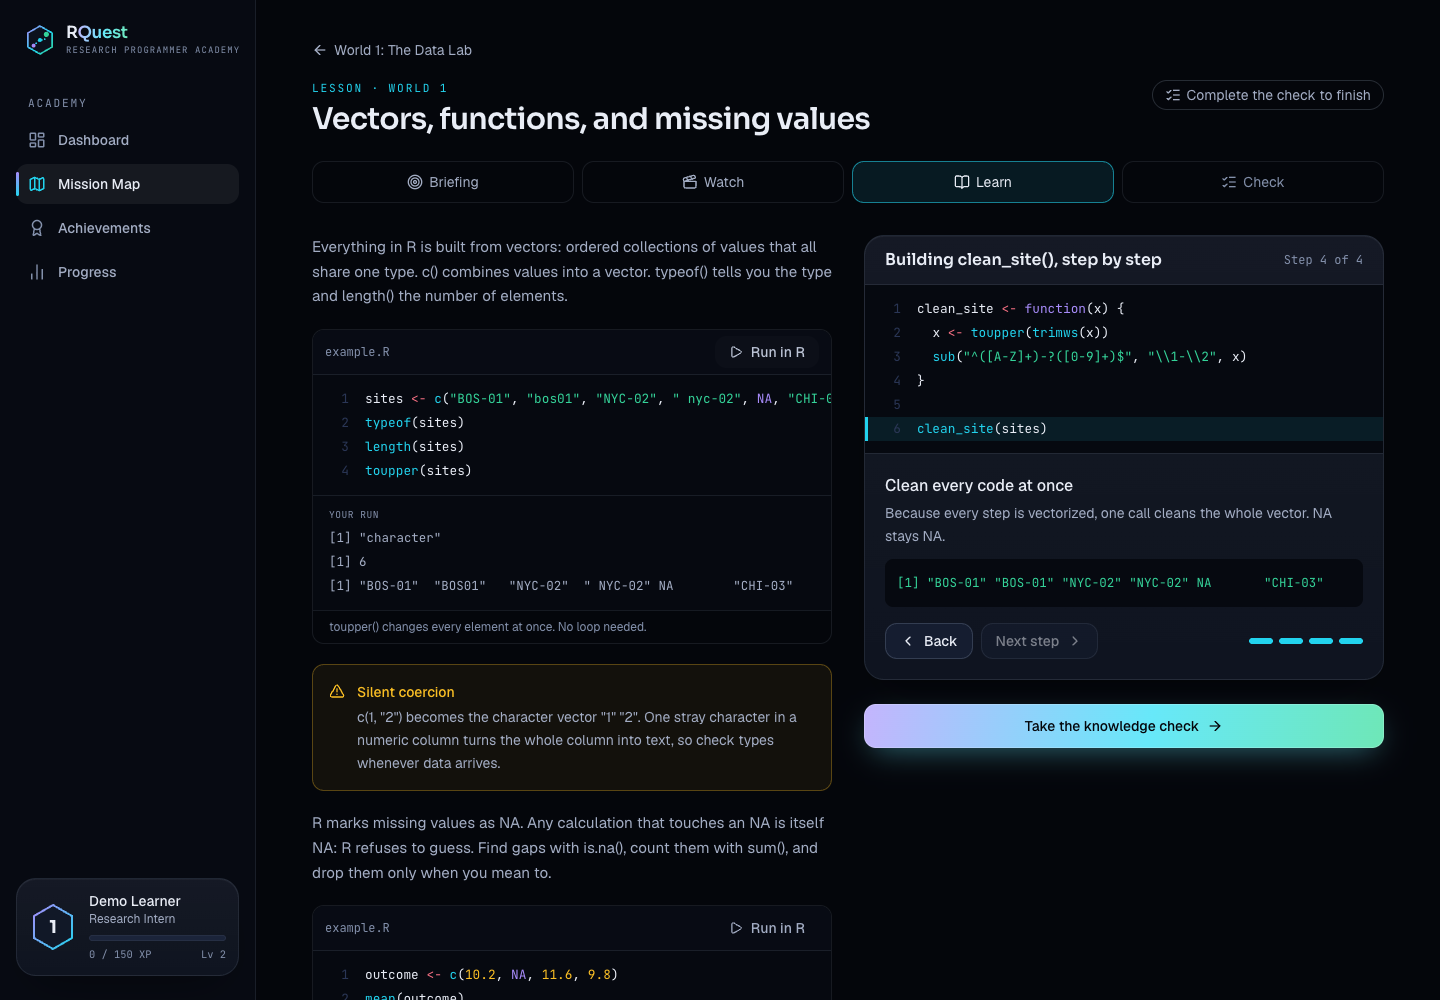 RQuest
RESEARCH PROGRAMMER ACADEMY
ACADEMY
Dashboard
Mission Map
Achievements
Progress
1
Demo Learner
Research Intern
0 / 150 XP
Lv 2
World 1: The Data Lab
LESSON · WORLD 1
Vectors, functions, and missing values
Complete the check to finish
Briefing
Watch
Learn
Check
Everything in R is built from vectors: ordered collections of values that all
share one type. c() combines values into a vector. typeof() tells you the type
and length() the number of elements.
example.R
Run in R
1 sites <- c("BOS-01", "bos01", "NYC-02", " nyc-02", NA, "CHI-0
2 typeof(sites)
3 length(sites)
4 toupper(sites)
YOUR RUN
[1] "character"
[1] 6
[1] "BOS-01"  "BOS01"   "NYC-02"  " NYC-02" NA        "CHI-03"
toupper() changes every element at once. No loop needed.
Silent coercion
c(1, "2") becomes the character vector "1" "2". One stray character in a
numeric column turns the whole column into text, so check types
whenever data arrives.
R marks missing values as NA. Any calculation that touches an NA is itself
NA: R refuses to guess. Find gaps with is.na(), count them with sum(), and
drop them only when you mean to.
example.R
Run in R
1 outcome <- c(10.2, NA, 11.6, 9.8)
2 mean(outcome)
Building clean_site(), step by step
Step 4 of 4
1 clean_site <- function(x) {
2   x <- toupper(trimws(x))
3   sub("^([A-Z]+)-?([0-9]+)$", "\\1-\\2", x)
4 }
5
6 clean_site(sites)
Clean every code at once
Because every step is vectorized, one call cleans the whole vector. NA
stays NA.
[1] "BOS-01" "BOS-01" "NYC-02" "NYC-02" NA       "CHI-03"
Back
Next step
Take the knowledge check